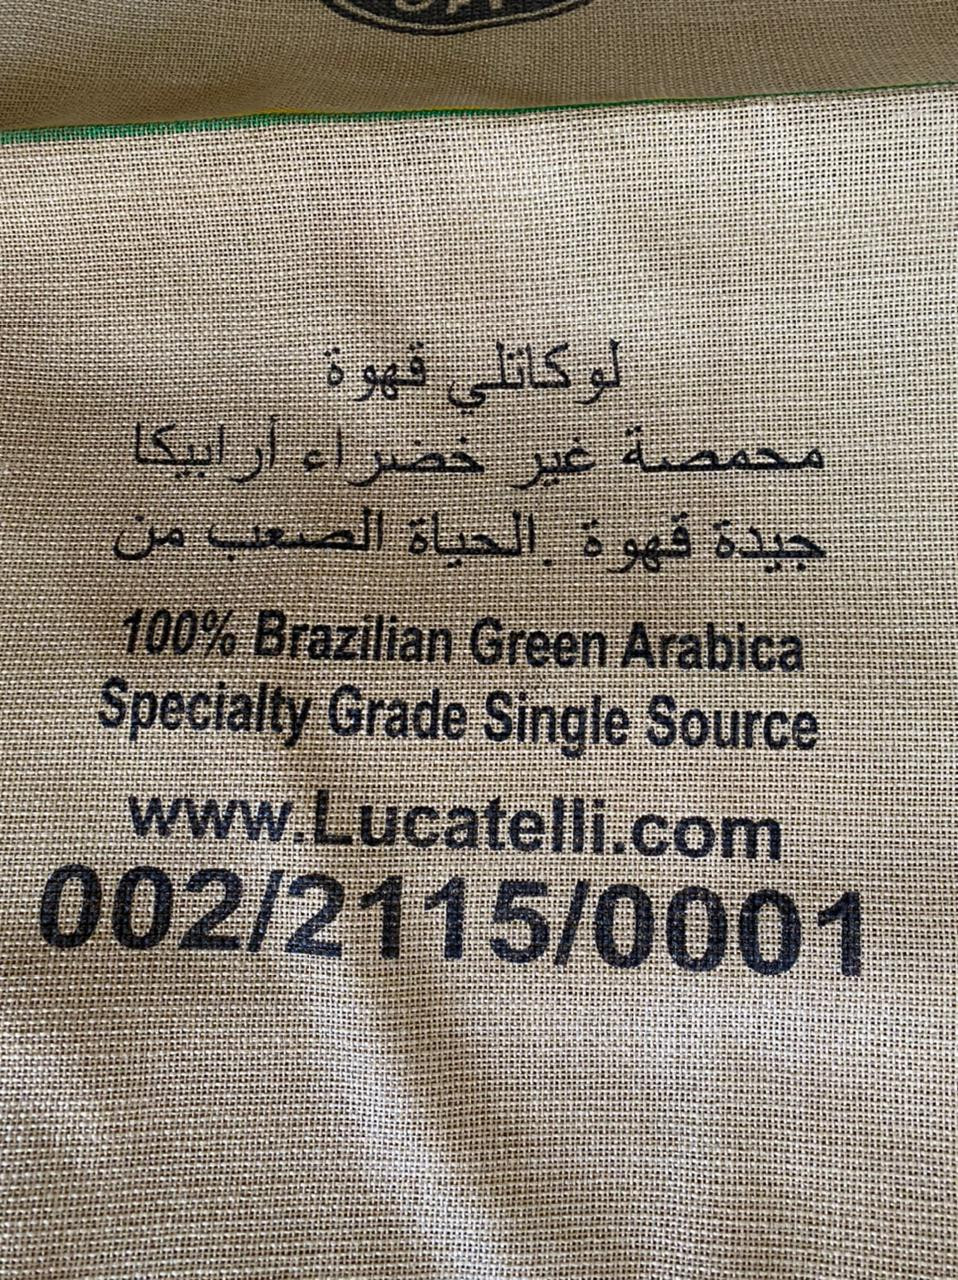 لوكاتلي قهوة
محمصة غير خضراء أرابيكا
جيدة قهوة .الحياة الصعب من
100% Brazilian Green Arabica
Specialty Grade Single Source
www.Lucatelli.com
002/2115/0001